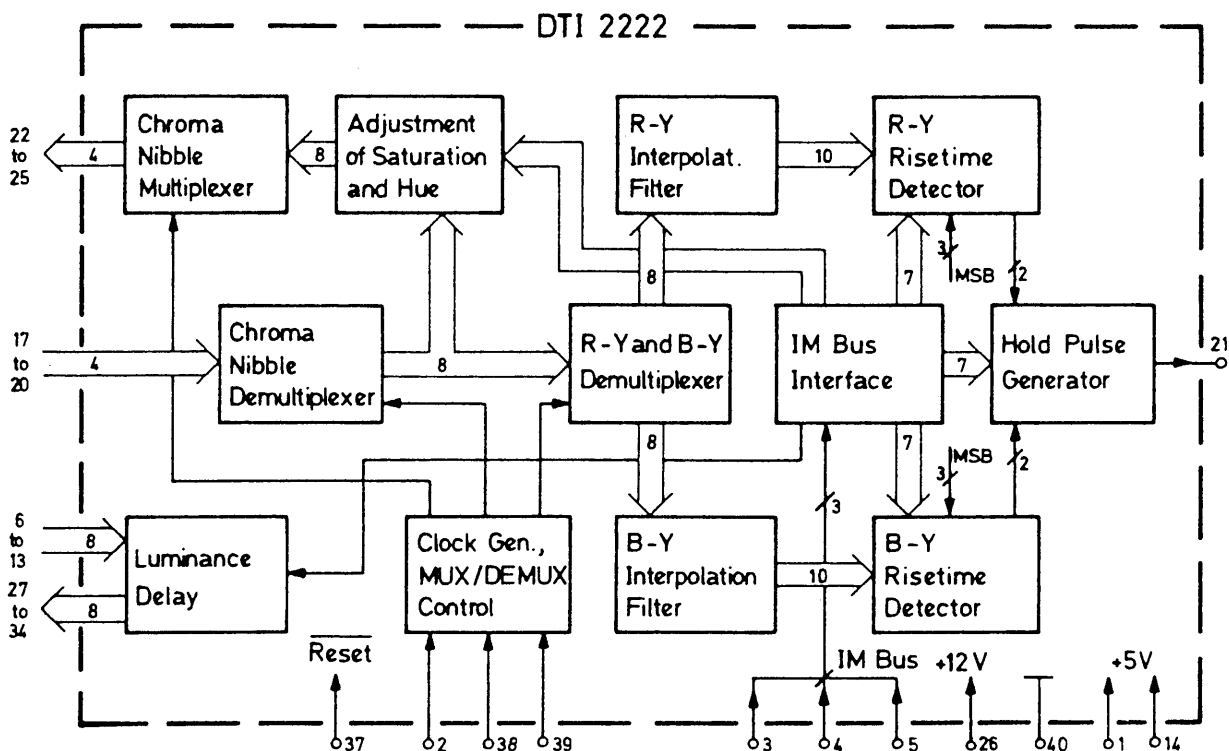 DTI 2222
22
to
25
4
Chroma
Nibble
Multiplexer
8
Adjustment
of Saturation
and Hue
R-Y
Interpolat.
Filter
10
R-Y
Risetime
Detector
8
7
3
MSB
2
17
to
20
4
Chroma
Nibble
Demultiplexer
8
R-Y and B-Y
Demultiplexer
IM Bus
Interface
7
Hold Pulse
Generator
21
8
7
3
MSB
2
3
6
to
13
8
27
to
34
8
Luminance
Delay
Clock Gen.,
MUX/DEMUX
Control
B-Y
Interpolation
Filter
10
B-Y
Risetime
Detector
Reset
IM Bus
+12V
+5V
37
2
38
39
3
4
5
26
40
1
14